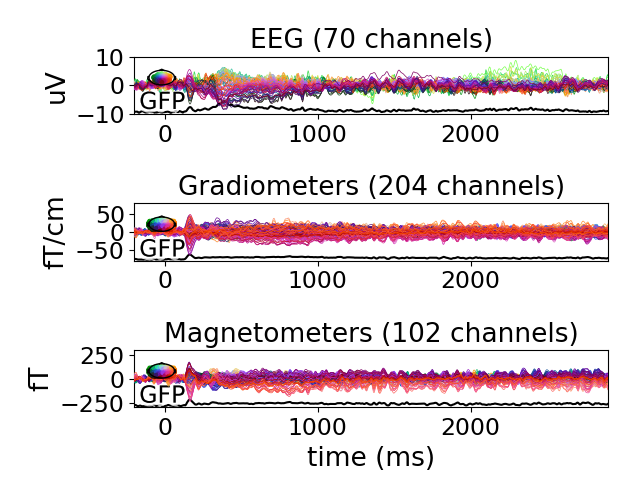 EEG (70 channels)
10
0
−10
uV
GFP
0 1000 2000
Gradiometers (204 channels)
50
0
−50
fT/cm
GFP
0 1000 2000
Magnetometers (102 channels)
250
0
−250
fT
GFP
0 1000 2000
time (ms)